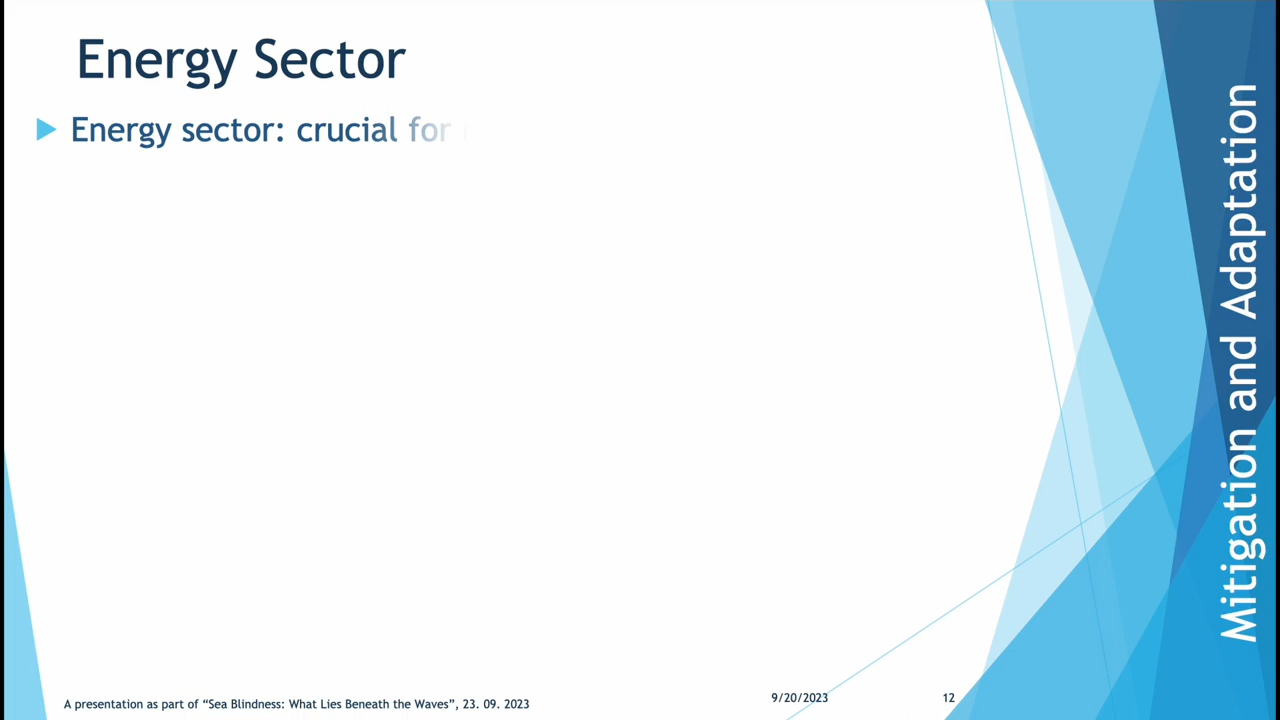 Energy Sector
Energy sector: crucial for
Mitigation and Adaptation
A presentation as part of “Sea Blindness: What Lies Beneath the Waves”, 23. 09. 2023
9/20/2023
12